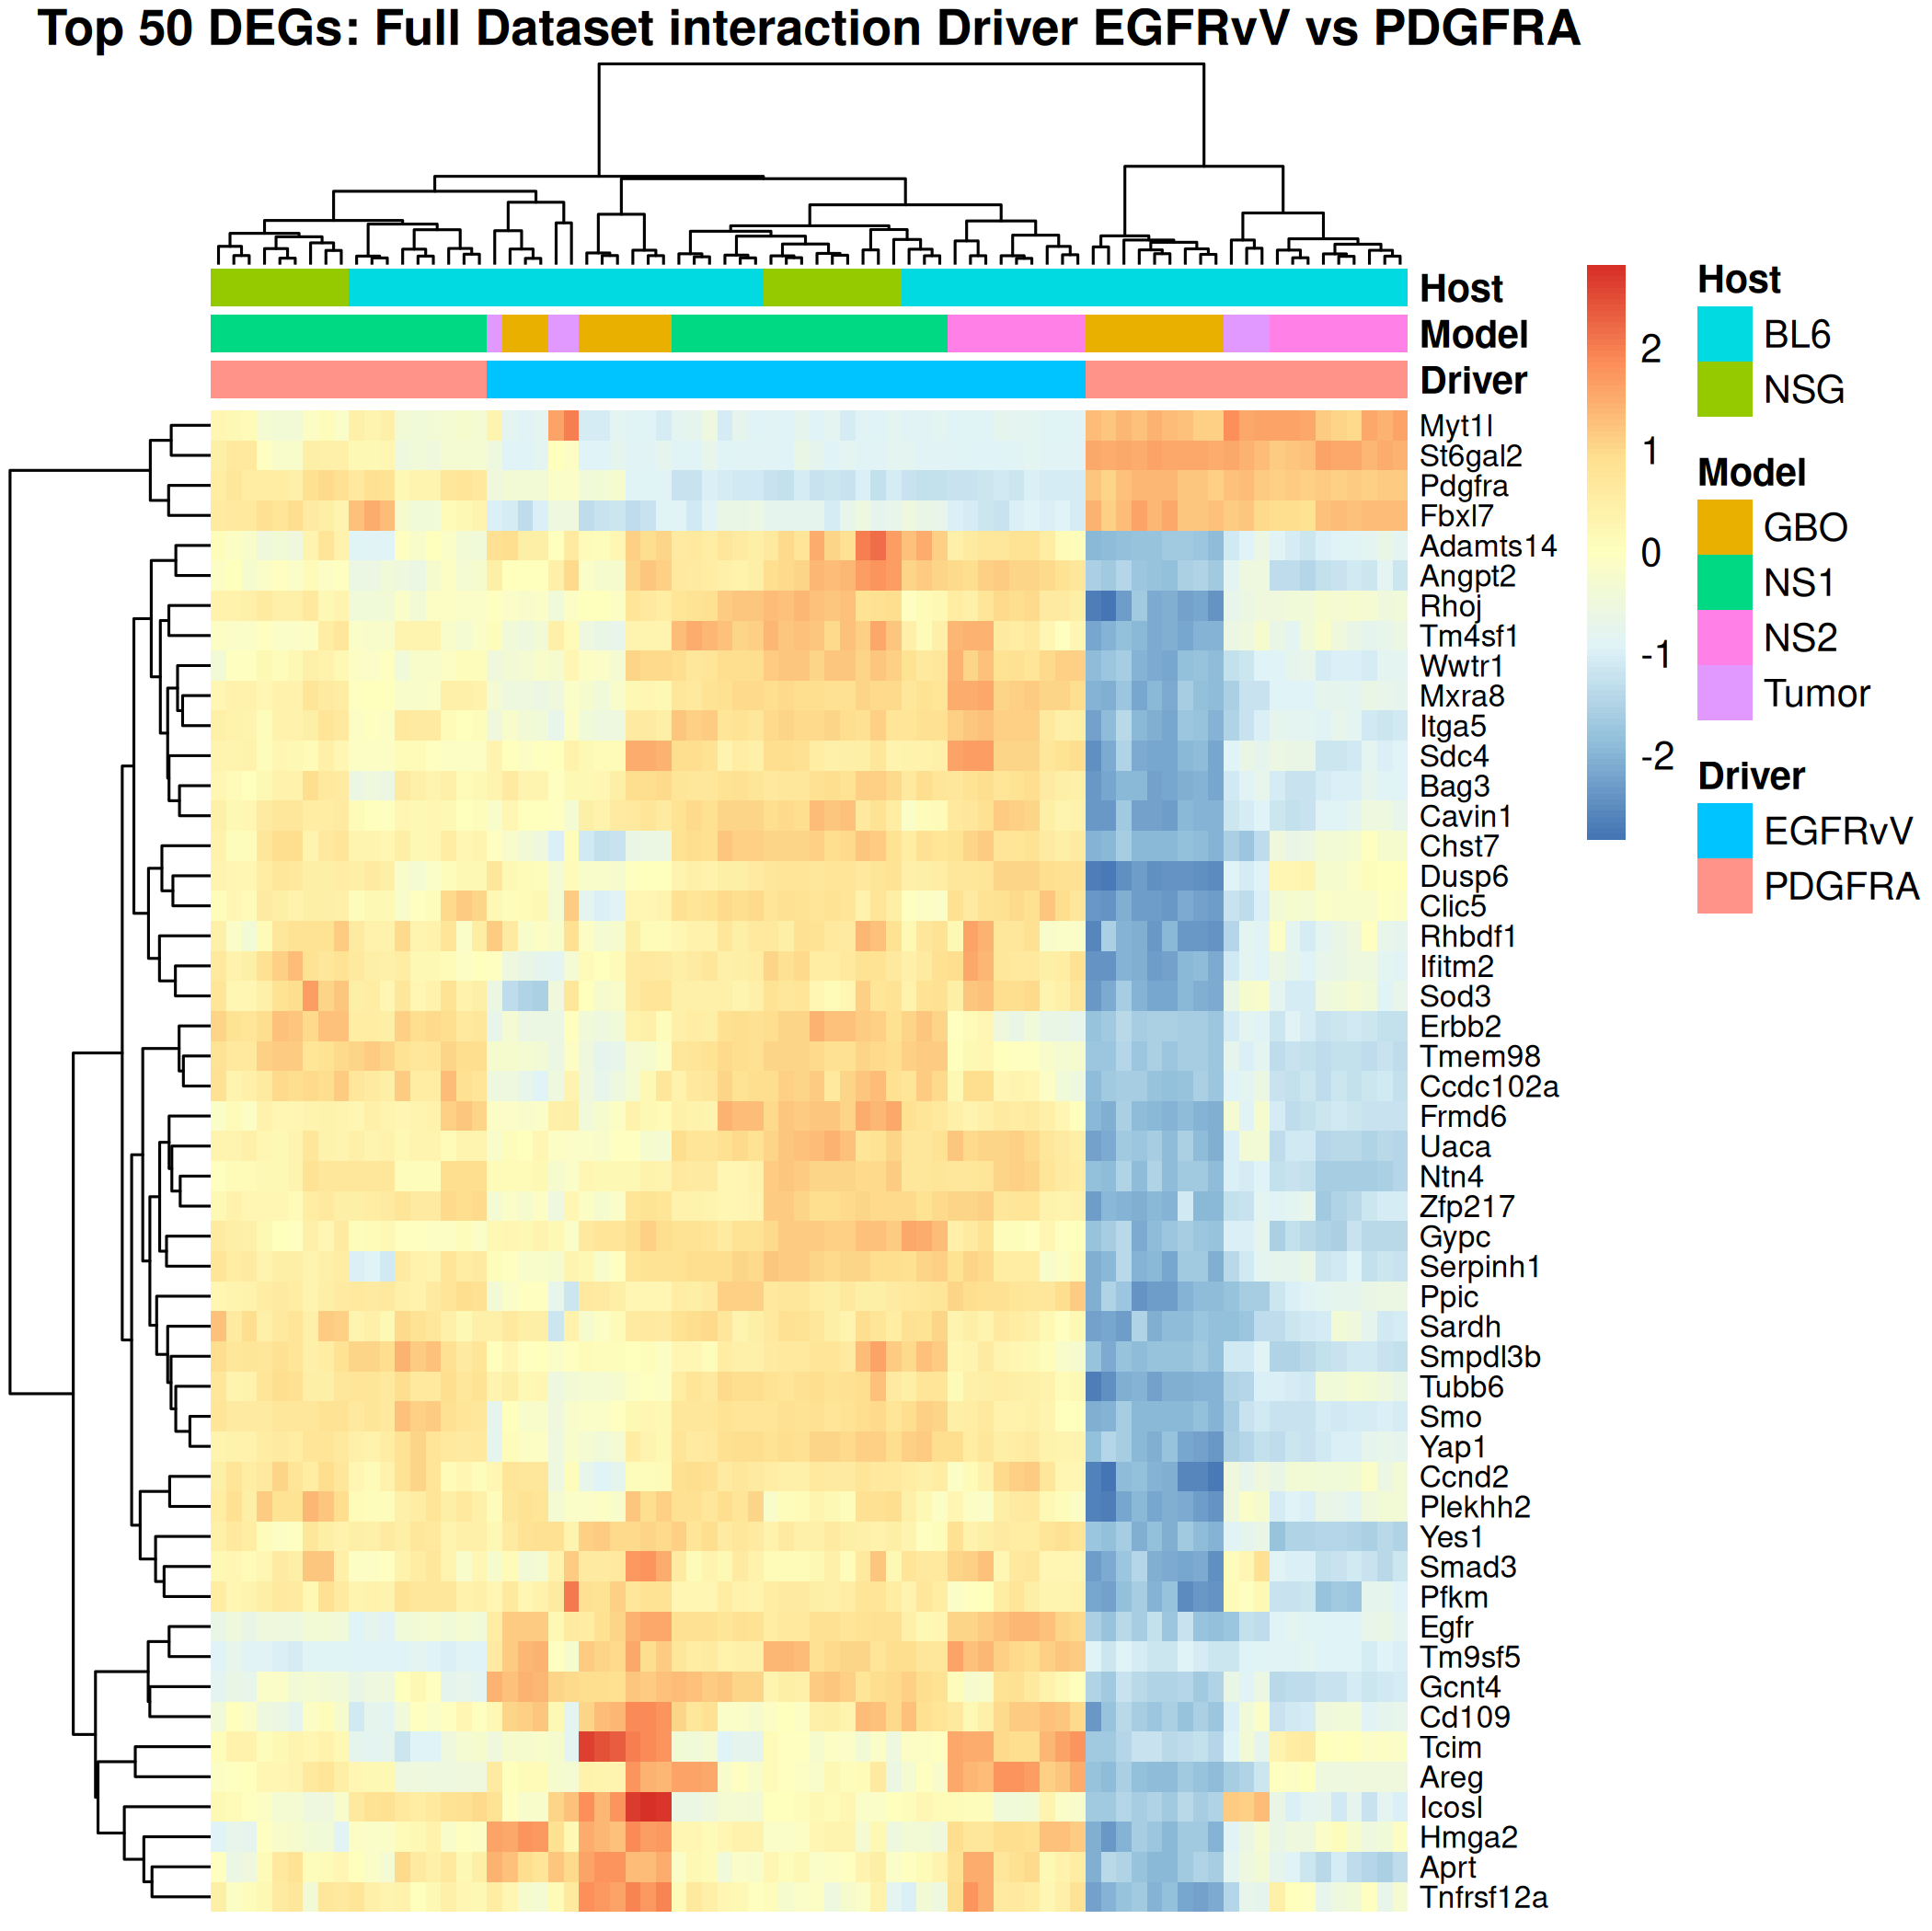 Top 50 DEGs: Full Dataset interaction Driver EGFRvV vs PDGFRA
Host
Model
Driver
Myt1l
St6gal2
Pdgfra
Fbxl7
Adamts14
Angpt2
Rhoj
Tm4sf1
Wwtr1
Mxra8
Itga5
Sdc4
Bag3
Cavin1
Chst7
Dusp6
Clic5
Rhbdf1
Ifitm2
Sod3
Erbb2
Tmem98
Ccdc102a
Frmd6
Uaca
Ntn4
Zfp217
Gypc
Serpinh1
Ppic
Sardh
Smpdl3b
Tubb6
Smo
Yap1
Ccnd2
Plekhh2
Yes1
Smad3
Pfkm
Egfr
Tm9sf5
Gcnt4
Cd109
Tcim
Areg
Icosl
Hmga2
Aprt
Tnfrsf12a
2
1
0
-1
-2
Host
BL6
NSG
Model
GBO
NS1
NS2
Tumor
Driver
EGFRvV
PDGFRA